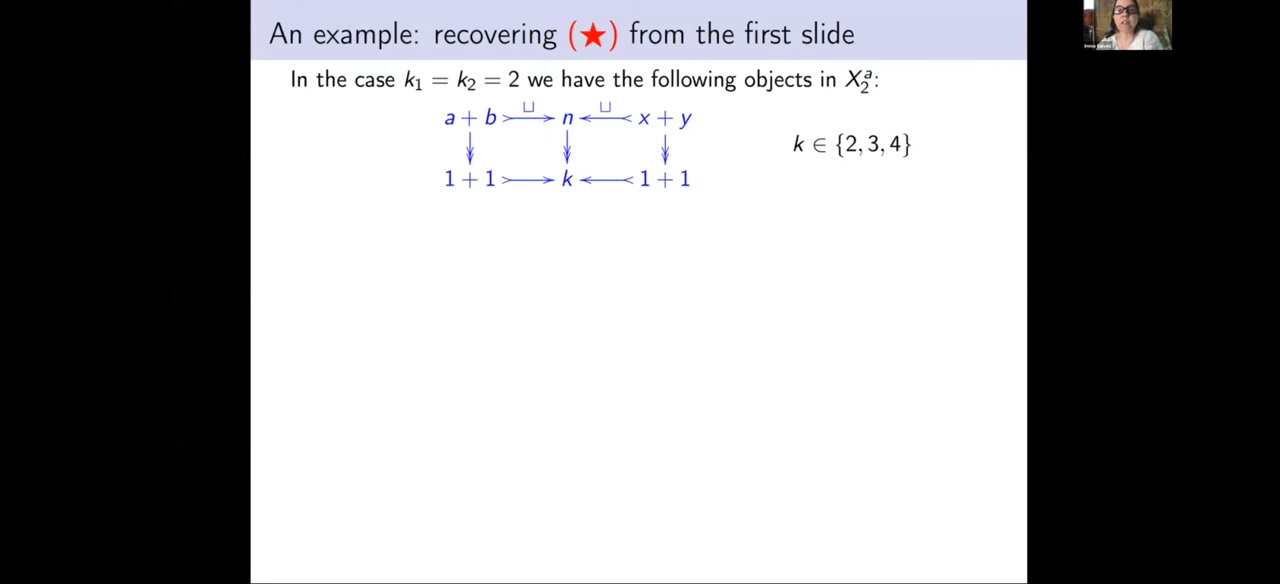 An example: recovering (★) from the first slide
In the case k₁ = k₂ = 2 we have the following objects in X₂ᵃ:
⊔ ⊔
a + b ↣ n ↢ x + y
k ∈ {2, 3, 4}
1 + 1 ↣ k ↢ 1 + 1